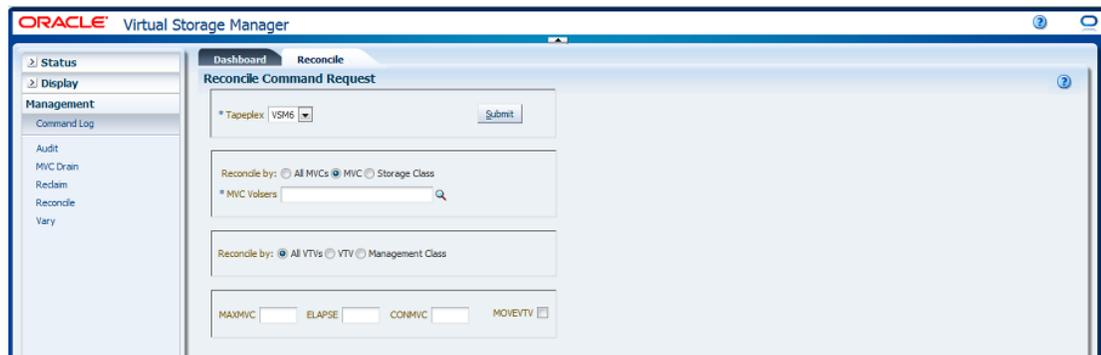 ORACLE Virtual Storage Manager
Status
Display
Management
Command Log
Audit
MVC Drain
Reclaim
Reconcile
Vary
Dashboard Reconcile
Reconcile Command Request
* Tapeplex VSM6 Submit
Reconcile by: All MVCs MVC Storage Class
* MVC Volsers
Reconcile by: All VTVs VTV Management Class
MAXMVC ELAPSE CONMVC MOVEVTV